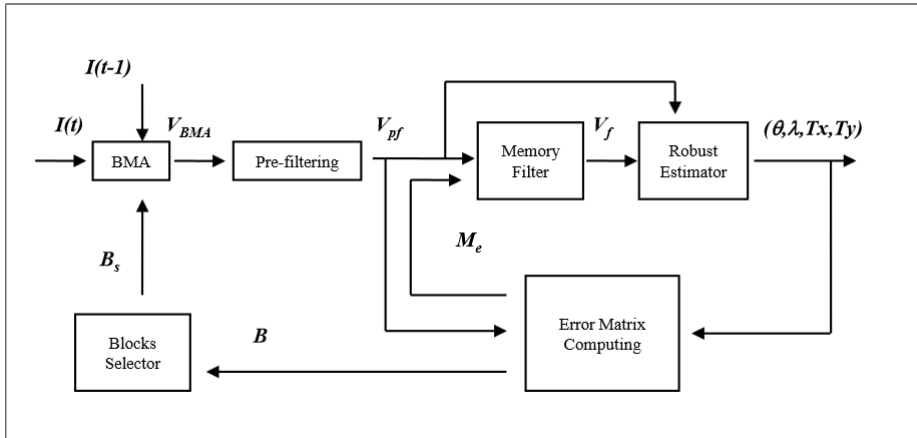 I(t-1)
I(t)
V_BMA
V_pf
V_f
(θ,λ,Tx,Ty)
BMA
Pre-filtering
Memory
Filter
Robust
Estimator
M_e
B_s
Error Matrix
Computing
Blocks
Selector
B